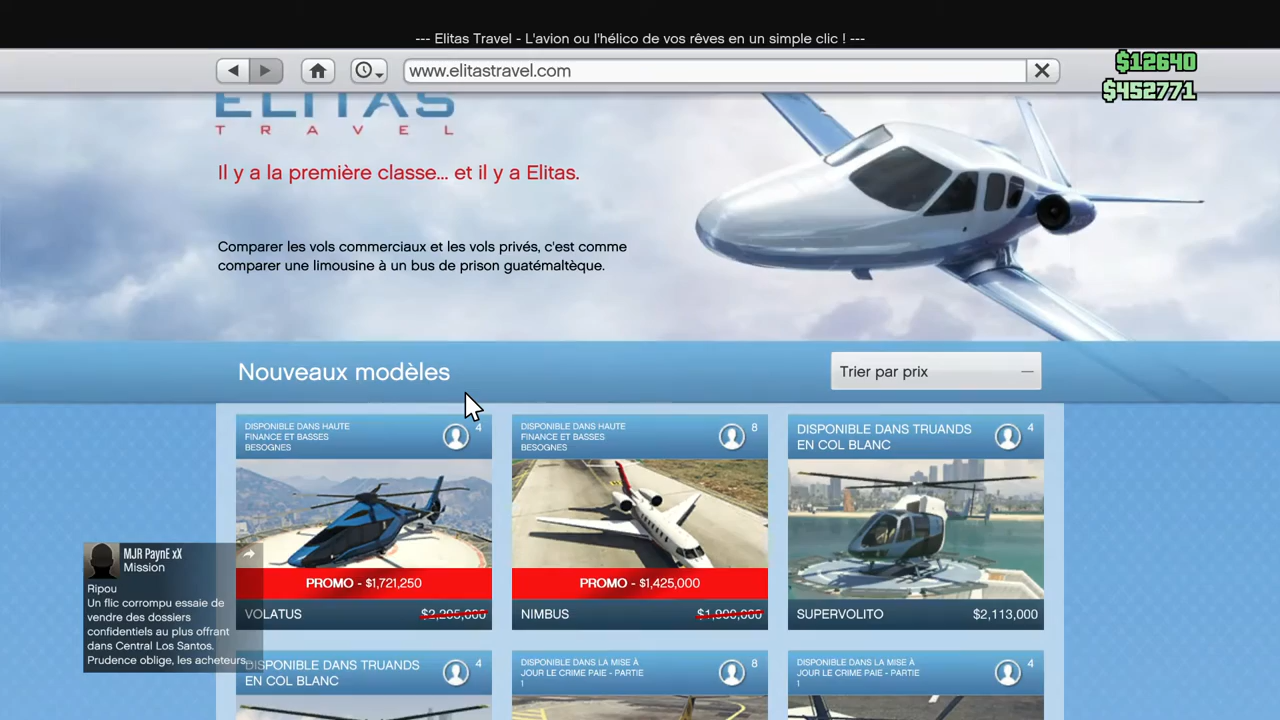 --- Elitas Travel - L'avion ou l'hélico de vos rêves en un simple clic ! ---
www.elitastravel.com
$12640
$452771
ELITAS
TRAVEL
Il y a la première classe... et il y a Elitas.
Comparer les vols commerciaux et les vols privés, c'est comme
comparer une limousine à un bus de prison guatémaltèque.
Nouveaux modèles
Trier par prix
DISPONIBLE DANS HAUTE
FINANCE ET BASSES
BESOGNES
4
PROMO - $1,721,250
VOLATUS $2,295,000
DISPONIBLE DANS HAUTE
FINANCE ET BASSES
BESOGNES
8
PROMO - $1,425,000
NIMBUS $1,900,000
DISPONIBLE DANS TRUANDS
EN COL BLANC
4
SUPERVOLITO $2,113,000
MJR PaynE xX
Mission
Ripou
Un flic corrompu essaie de
vendre des dossiers
confidentiels au plus offrant
dans Central Los Santos.
Prudence oblige, les acheteurs...
DISPONIBLE DANS TRUANDS
EN COL BLANC
4
DISPONIBLE DANS LA MISE À
JOUR LE CRIME PAIE - PARTIE
1
8
DISPONIBLE DANS LA MISE À
JOUR LE CRIME PAIE - PARTIE
1
4